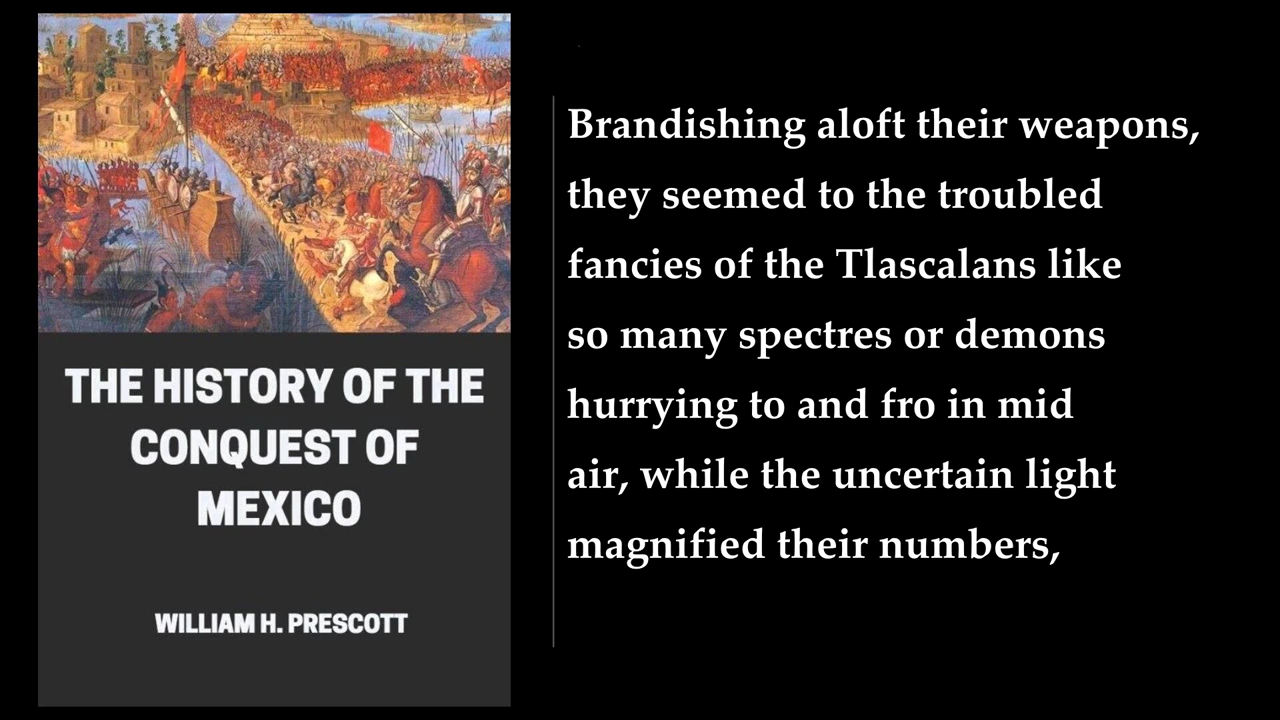 THE HISTORY OF THE
CONQUEST OF
MEXICO
WILLIAM H. PRESCOTT
Brandishing aloft their weapons,
they seemed to the troubled
fancies of the Tlascalans like
so many spectres or demons
hurrying to and fro in mid
air, while the uncertain light
magnified their numbers,